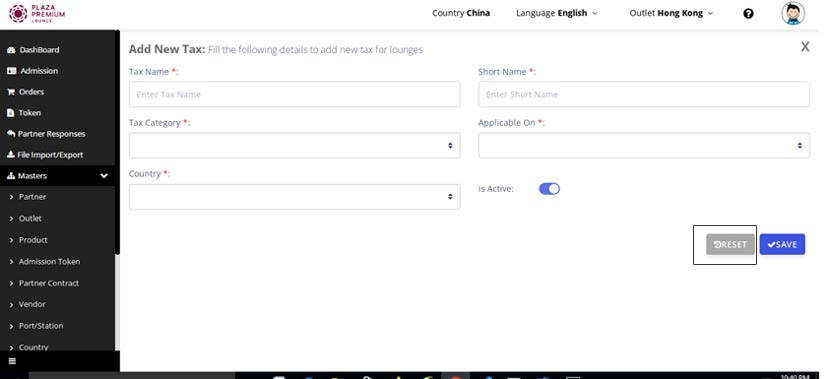 PLAZA
PREMIUM
LOUNGE
Country China
Language English
Outlet Hong Kong
DashBoard
Admission
Orders
Token
Partner Responses
File Import/Export
Masters
Partner
Outlet
Product
Admission Token
Partner Contract
Vendor
Port/Station
Country
Add New Tax: Fill the following details to add new tax for lounges
X
Tax Name *:
Short Name *:
Enter Tax Name
Enter Short Name
Tax Category *:
Applicable On *:
Country *:
is Active:
RESET
SAVE
10:40 PM